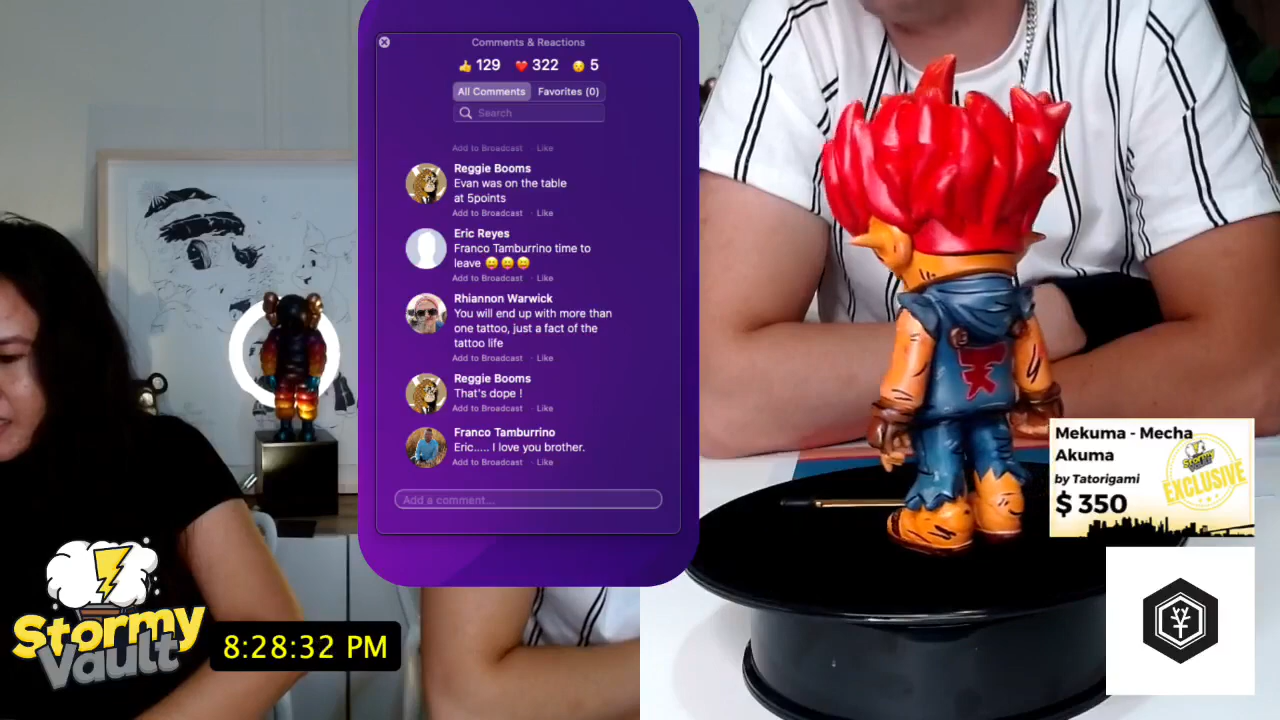 Comments & Reactions
👍 129 ❤️ 322 😟 5
All Comments Favorites (0)
Search
Add to Broadcast · Like
Reggie Booms
Evan was on the table
at 5points
Add to Broadcast · Like
Eric Reyes
Franco Tamburrino time to
leave 😝😝😝
Add to Broadcast · Like
Rhiannon Warwick
You will end up with more than
one tattoo, just a fact of the
tattoo life
Add to Broadcast · Like
Reggie Booms
That's dope !
Add to Broadcast · Like
Franco Tamburrino
Eric..... I love you brother.
Add to Broadcast · Like
Add a comment...
Mekuma - Mecha
Akuma
by Tatorigami
$ 350
Stormy
Vault
EXCLUSIVE
Stormy
Vault
8:28:32 PM